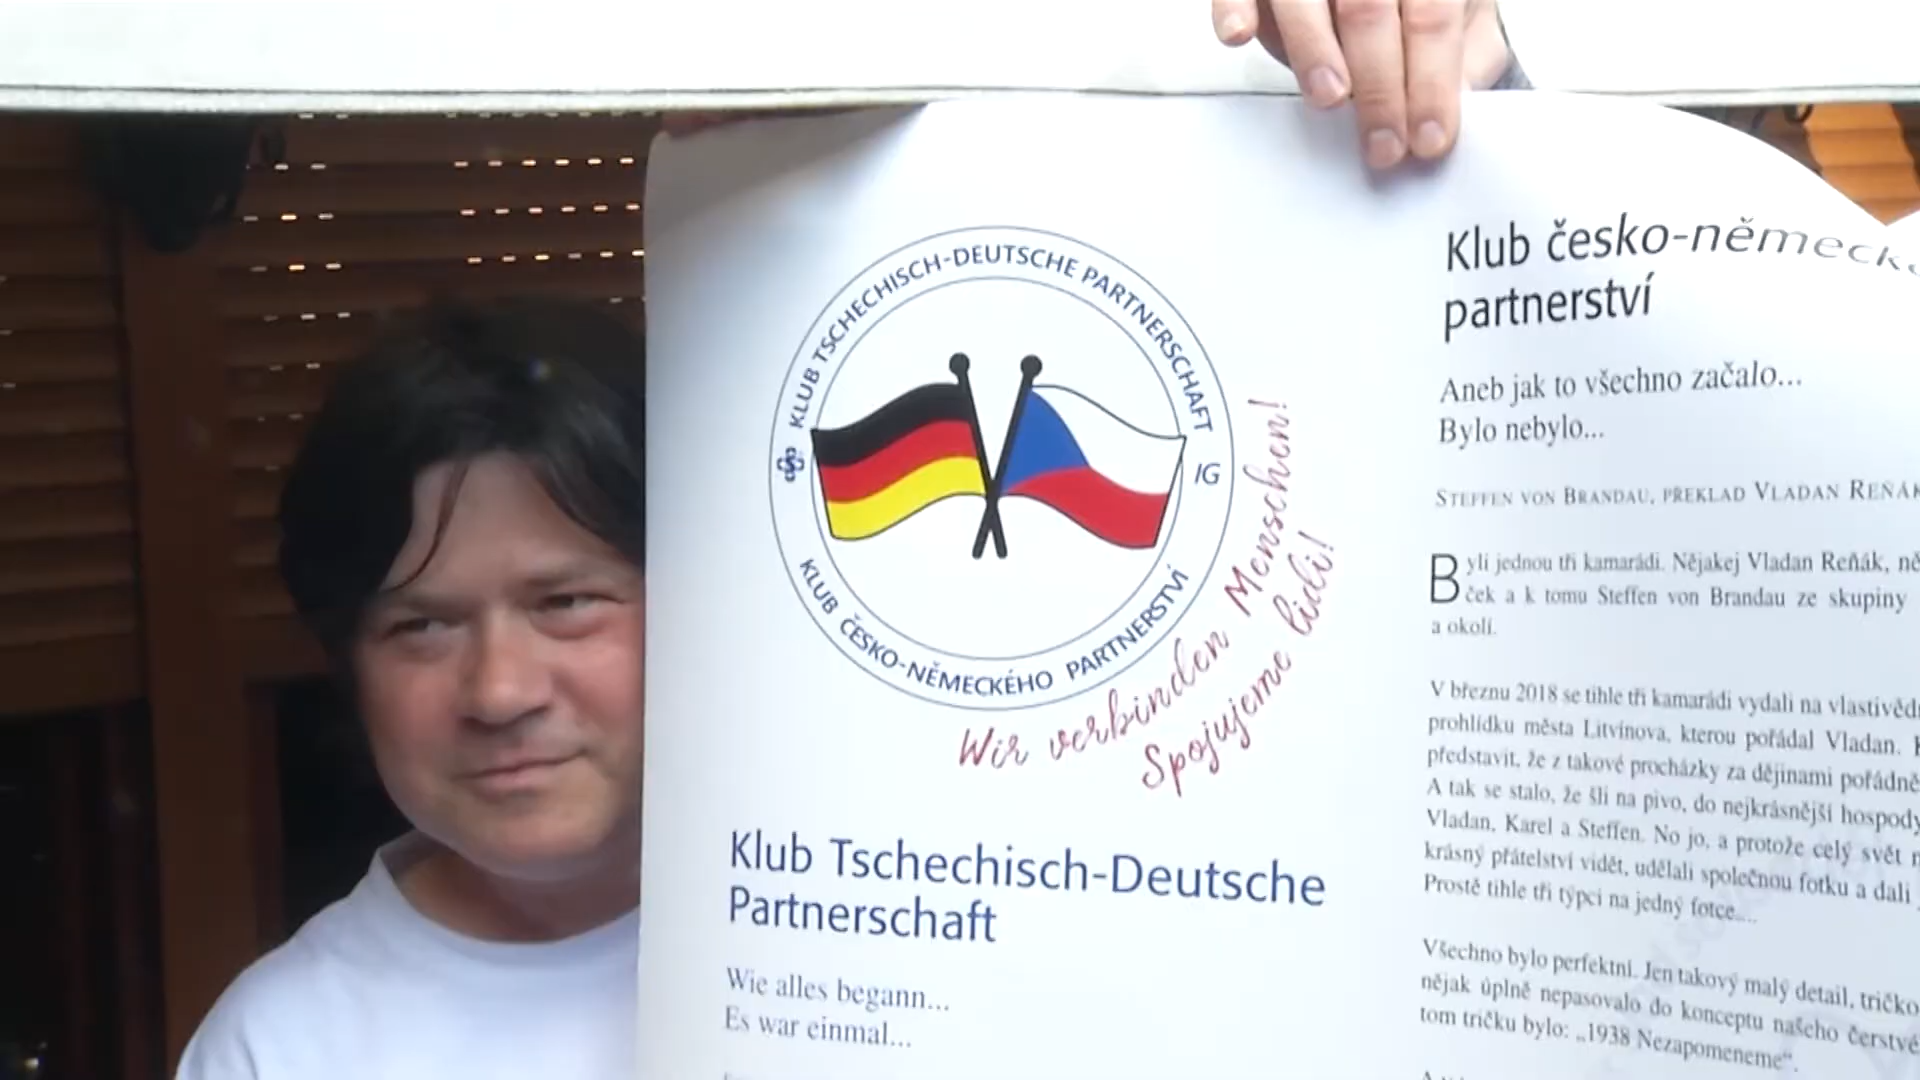 KLUB TSCHECHISCH-DEUTSCHE PARTNERSCHAFT
IG
KLUB ČESKO-NĚMECKÉHO PARTNERSTVÍ
Wir verbinden Menschen!
Spojujeme lidi!
Klub Tschechisch-Deutsche
Partnerschaft
Wie alles begann...
Es war einmal...
Klub česko-německ
partnerství
Aneb jak to všechno začalo...
Bylo nebylo...
STEFFEN VON BRANDAU, PŘEKLAD VLADAN REŇÁK
Byli jednou tři kamarádi. Nějakej Vladan Reňák, ně
ček a k tomu Steffen von Brandau ze skupiny
a okolí.
V březnu 2018 se tihle tři kamarádi vydali na vlastivěd
prohlídku města Litvínova, kterou pořádal Vladan.
představit, že z takové procházky za dějinami pořádně
A tak se stalo, že šli na pivo, do nejkrásnější hospody
Vladan, Karel a Steffen. No jo, a protože celý svět
krásný přátelství vidět, udělali společnou fotku a dali
Prostě tihle tři týpci na jedný fotce....
Všechno bylo perfektní. Jen takový malý detail, tričko
nějak úplně nepasovalo do konceptu našeho čerstvé
tom tričku bylo: „1938 Nezapomeneme“.